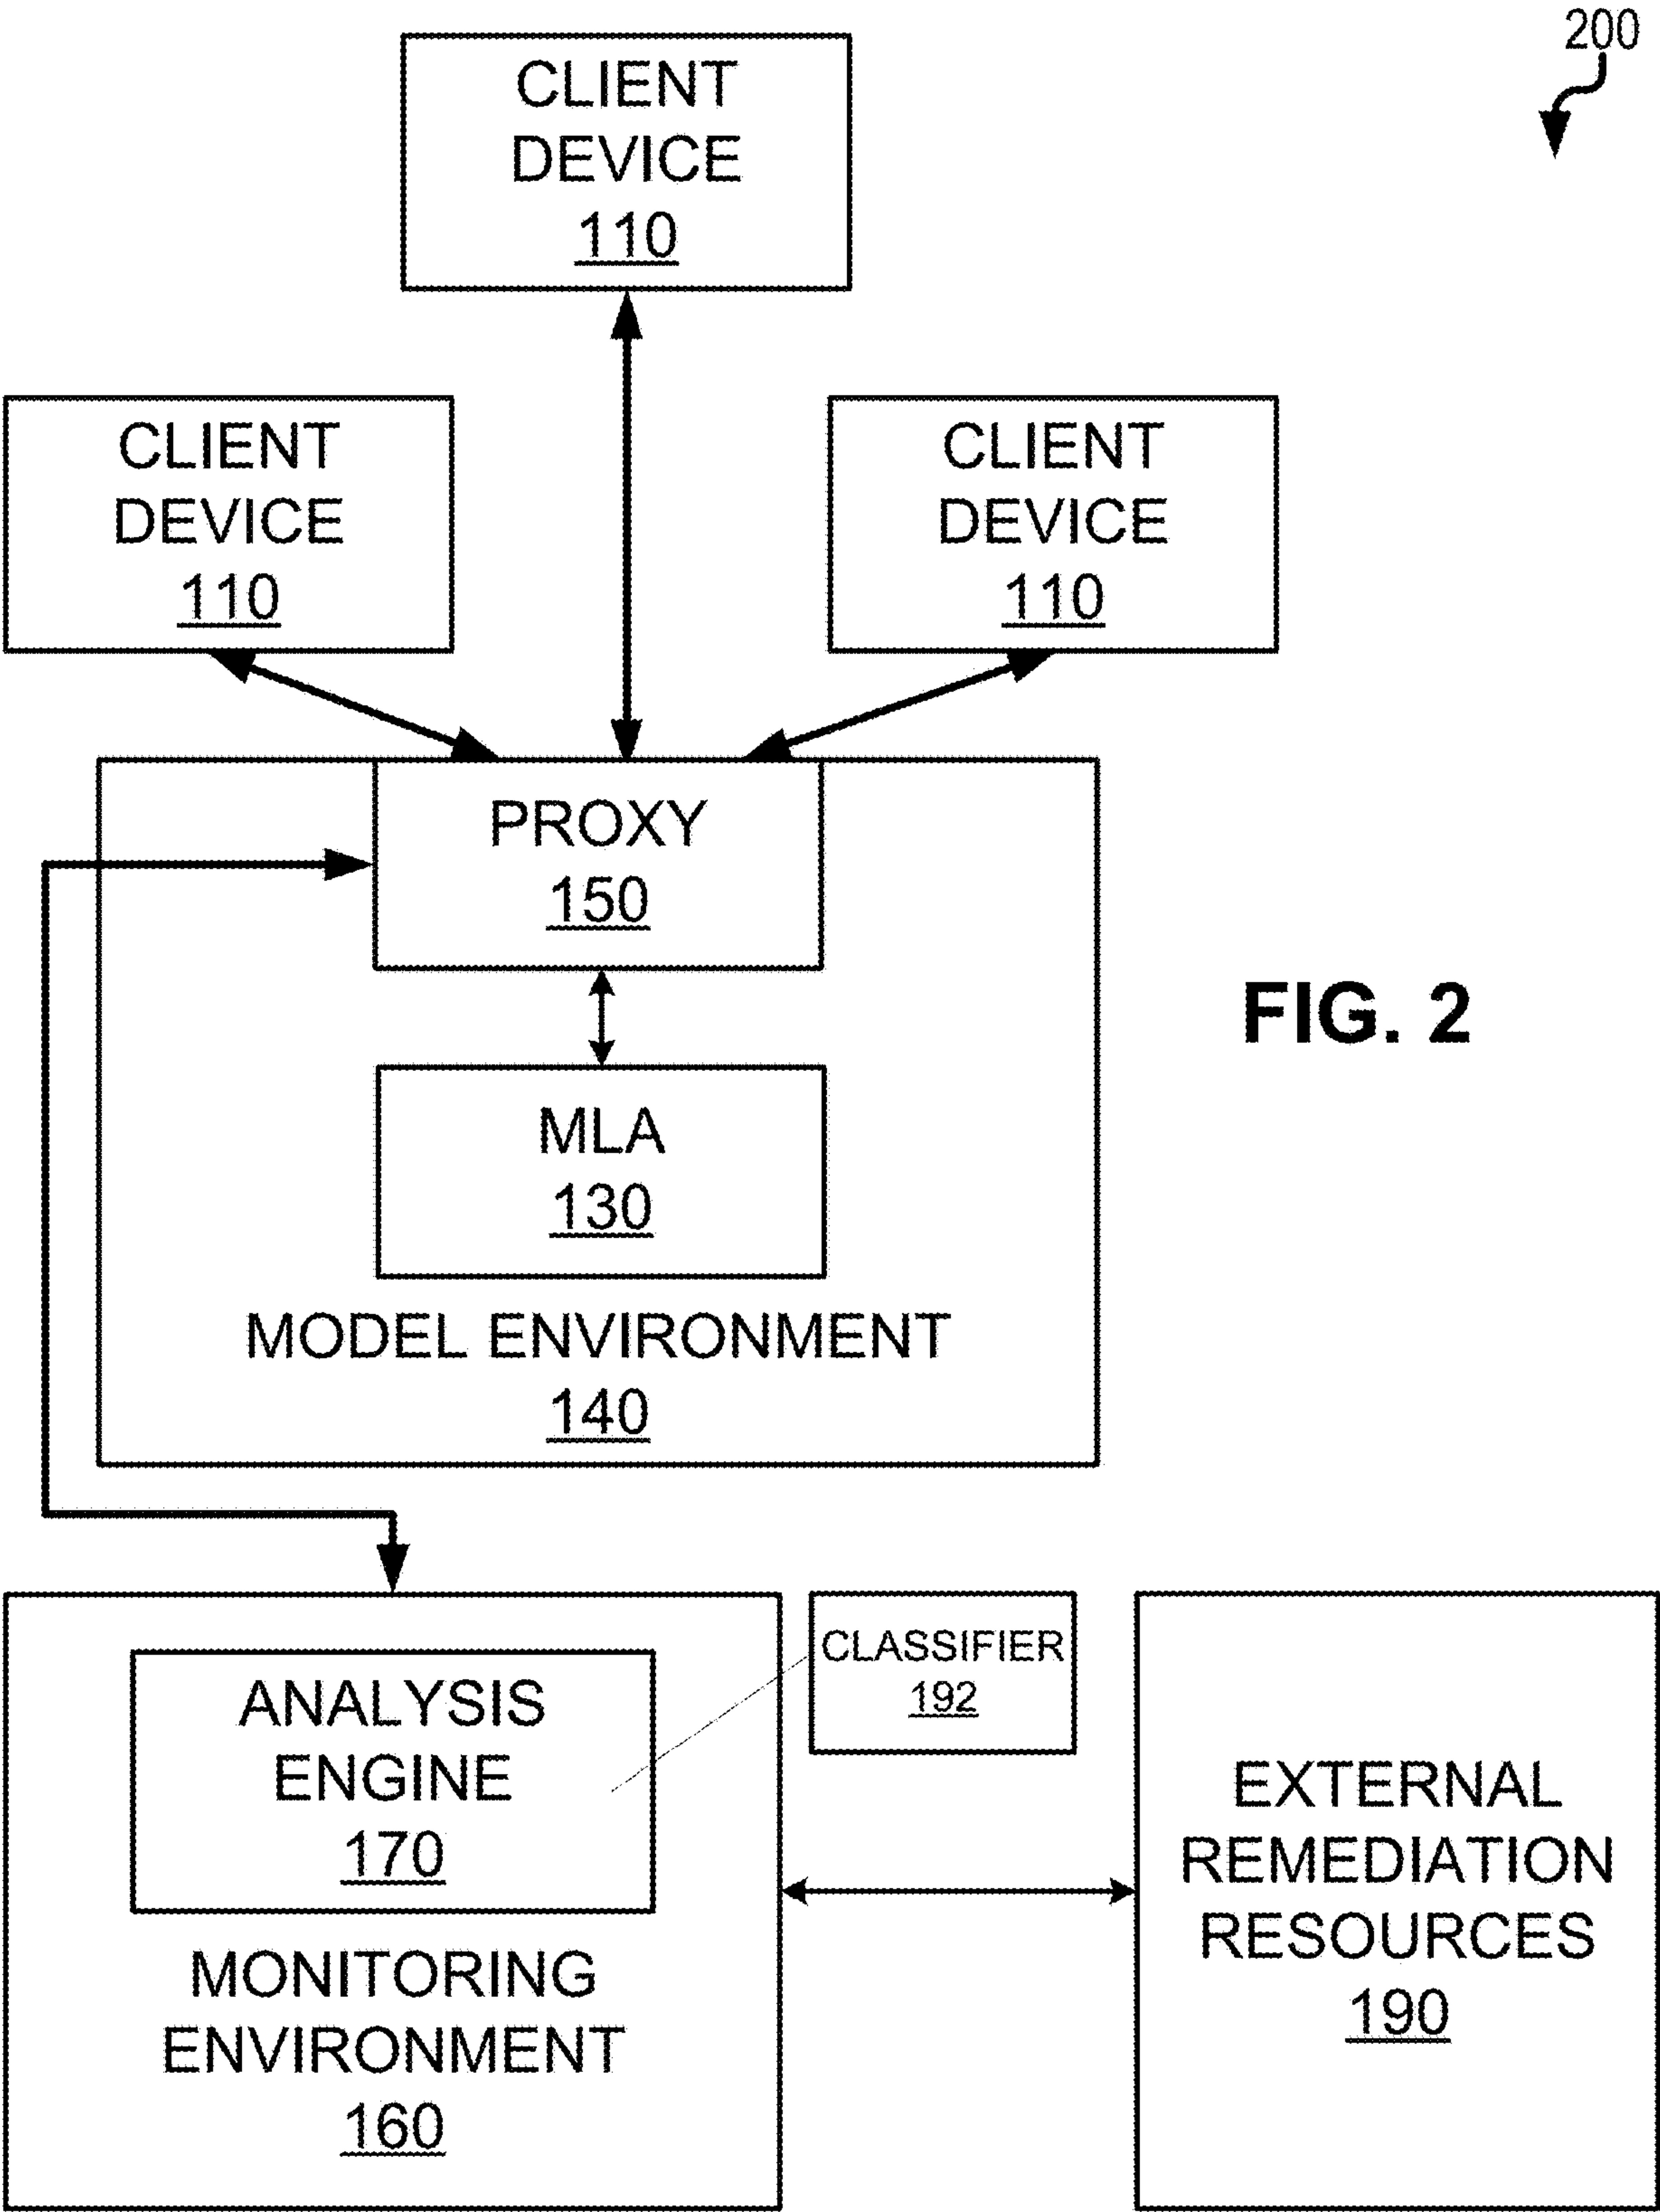 200
CLIENT
DEVICE
110
CLIENT
DEVICE
110
CLIENT
DEVICE
110
PROXY
150
FIG. 2
MLA
130
MODEL ENVIRONMENT
140
CLASSIFIER
192
ANALYSIS
ENGINE
170
MONITORING
ENVIRONMENT
160
EXTERNAL
REMEDIATION
RESOURCES
190